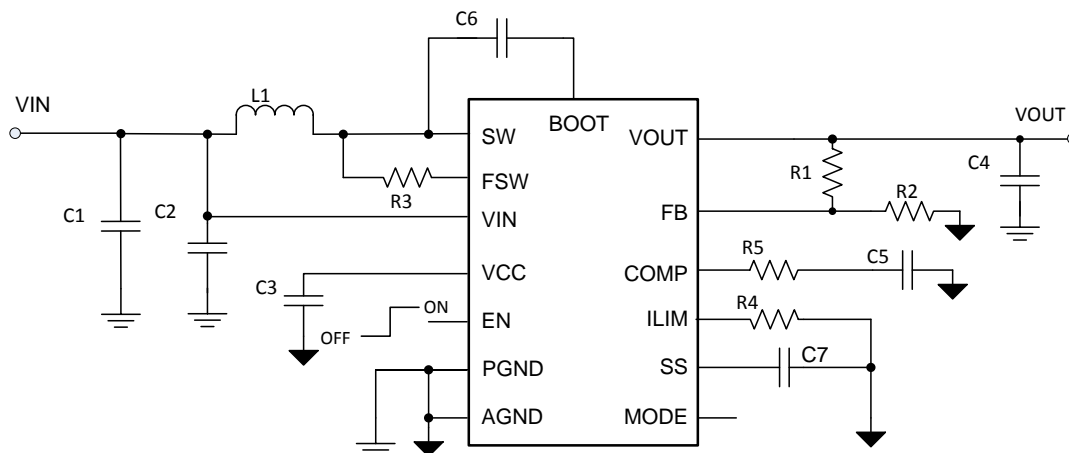 C6
VIN
L1
BOOT
SW
VOUT
VOUT
FSW
R3
R1
C4
R2
C1
C2
VIN
FB
VCC
COMP
R5
C5
C3
ON
OFF
EN
ILIM
R4
PGND
SS
C7
AGND
MODE